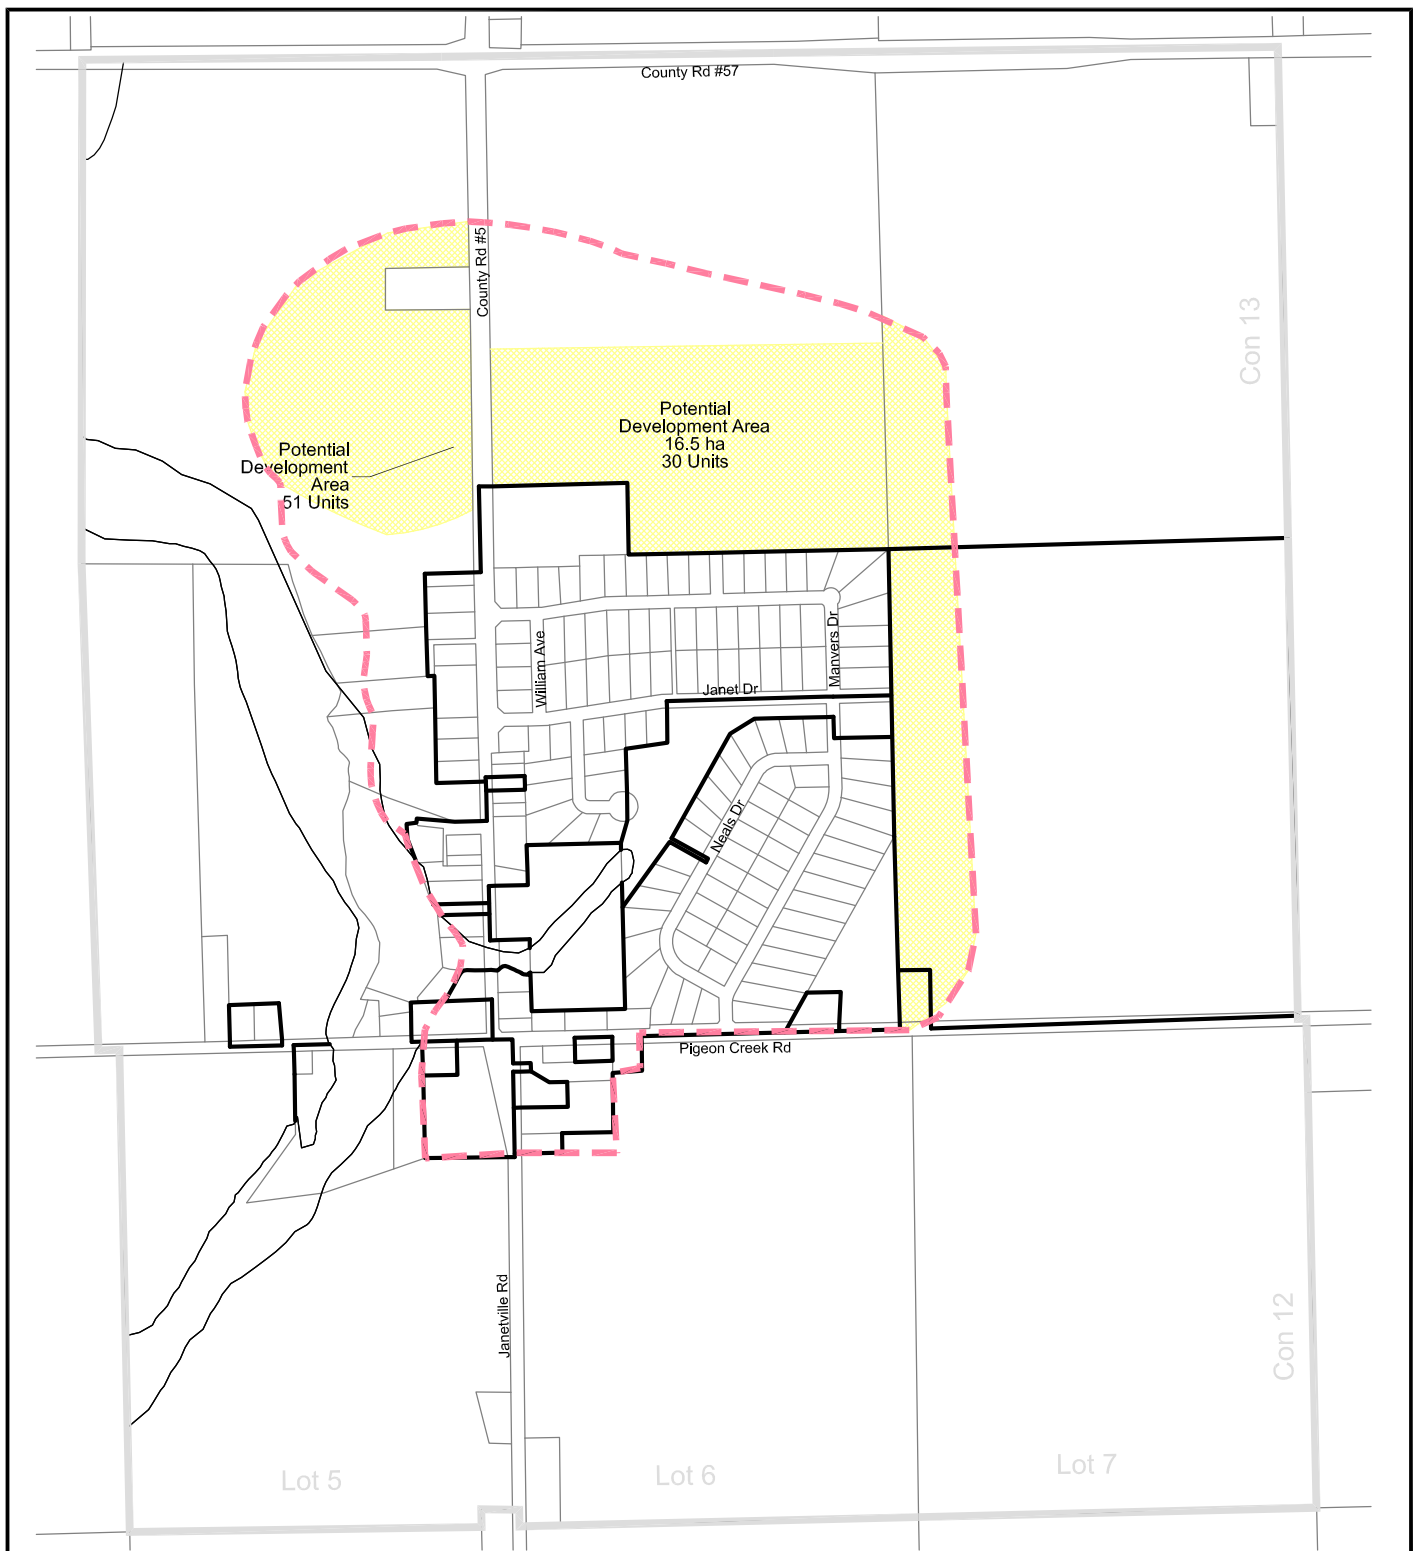 County Rd #57
County Rd #5
Con 13
Potential
Development Area
16.5 ha
30 Units
Potential
Development
Area
51 Units
William Ave
Manvers Dr
Janet Dr
Neals Dr
Pigeon Creek Rd
Janetville Rd
Con 12
Lot 5
Lot 6
Lot 7